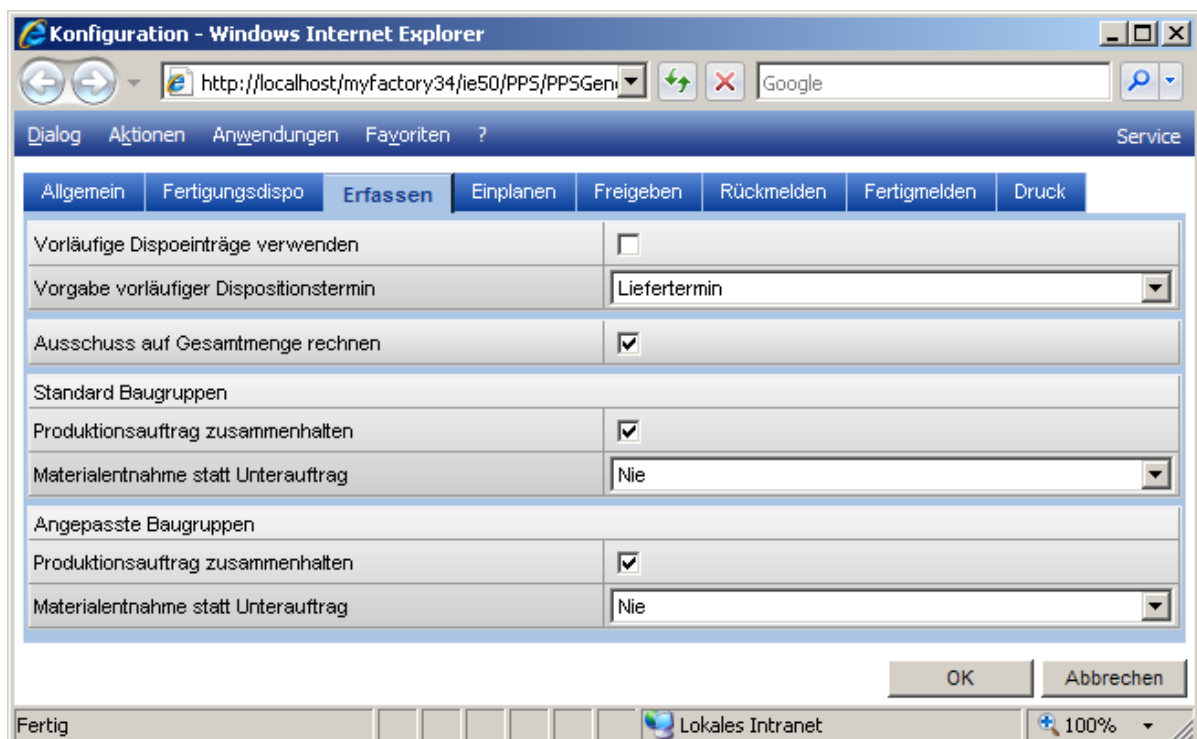 Konfiguration - Windows Internet Explorer
http://localhost/myfactory34/ie50/PPS/PPSGen
Google
Dialog Aktionen Anwendungen Favoriten ? Service
Allgemein Fertigungsdispo Erfassen Einplanen Freigeben Rückmelden Fertigmelden Druck
Vorläufige Dispoeinträge verwenden
Vorgabe vorläufiger Dispositionstermin Liefertermin
Ausschuss auf Gesamtmenge rechnen
Standard Baugruppen
Produktionsauftrag zusammenhalten
Materialentnahme statt Unterauftrag Nie
Angepasste Baugruppen
Produktionsauftrag zusammenhalten
Materialentnahme statt Unterauftrag Nie
OK Abbrechen
Fertig Lokales Intranet 100%